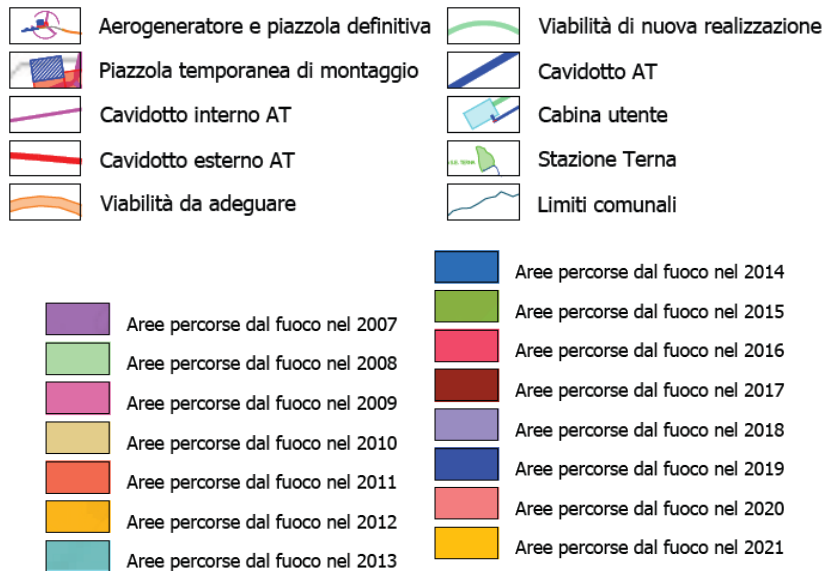 Aerogeneratore e piazzola definitiva
Piazzola temporanea di montaggio
Cavidotto interno AT
Cavidotto esterno AT
Viabilità da adeguare
Viabilità di nuova realizzazione
Cavidotto AT
Cabina utente
Stazione Terna
Limiti comunali
Aree percorse dal fuoco nel 2007
Aree percorse dal fuoco nel 2008
Aree percorse dal fuoco nel 2009
Aree percorse dal fuoco nel 2010
Aree percorse dal fuoco nel 2011
Aree percorse dal fuoco nel 2012
Aree percorse dal fuoco nel 2013
Aree percorse dal fuoco nel 2014
Aree percorse dal fuoco nel 2015
Aree percorse dal fuoco nel 2016
Aree percorse dal fuoco nel 2017
Aree percorse dal fuoco nel 2018
Aree percorse dal fuoco nel 2019
Aree percorse dal fuoco nel 2020
Aree percorse dal fuoco nel 2021